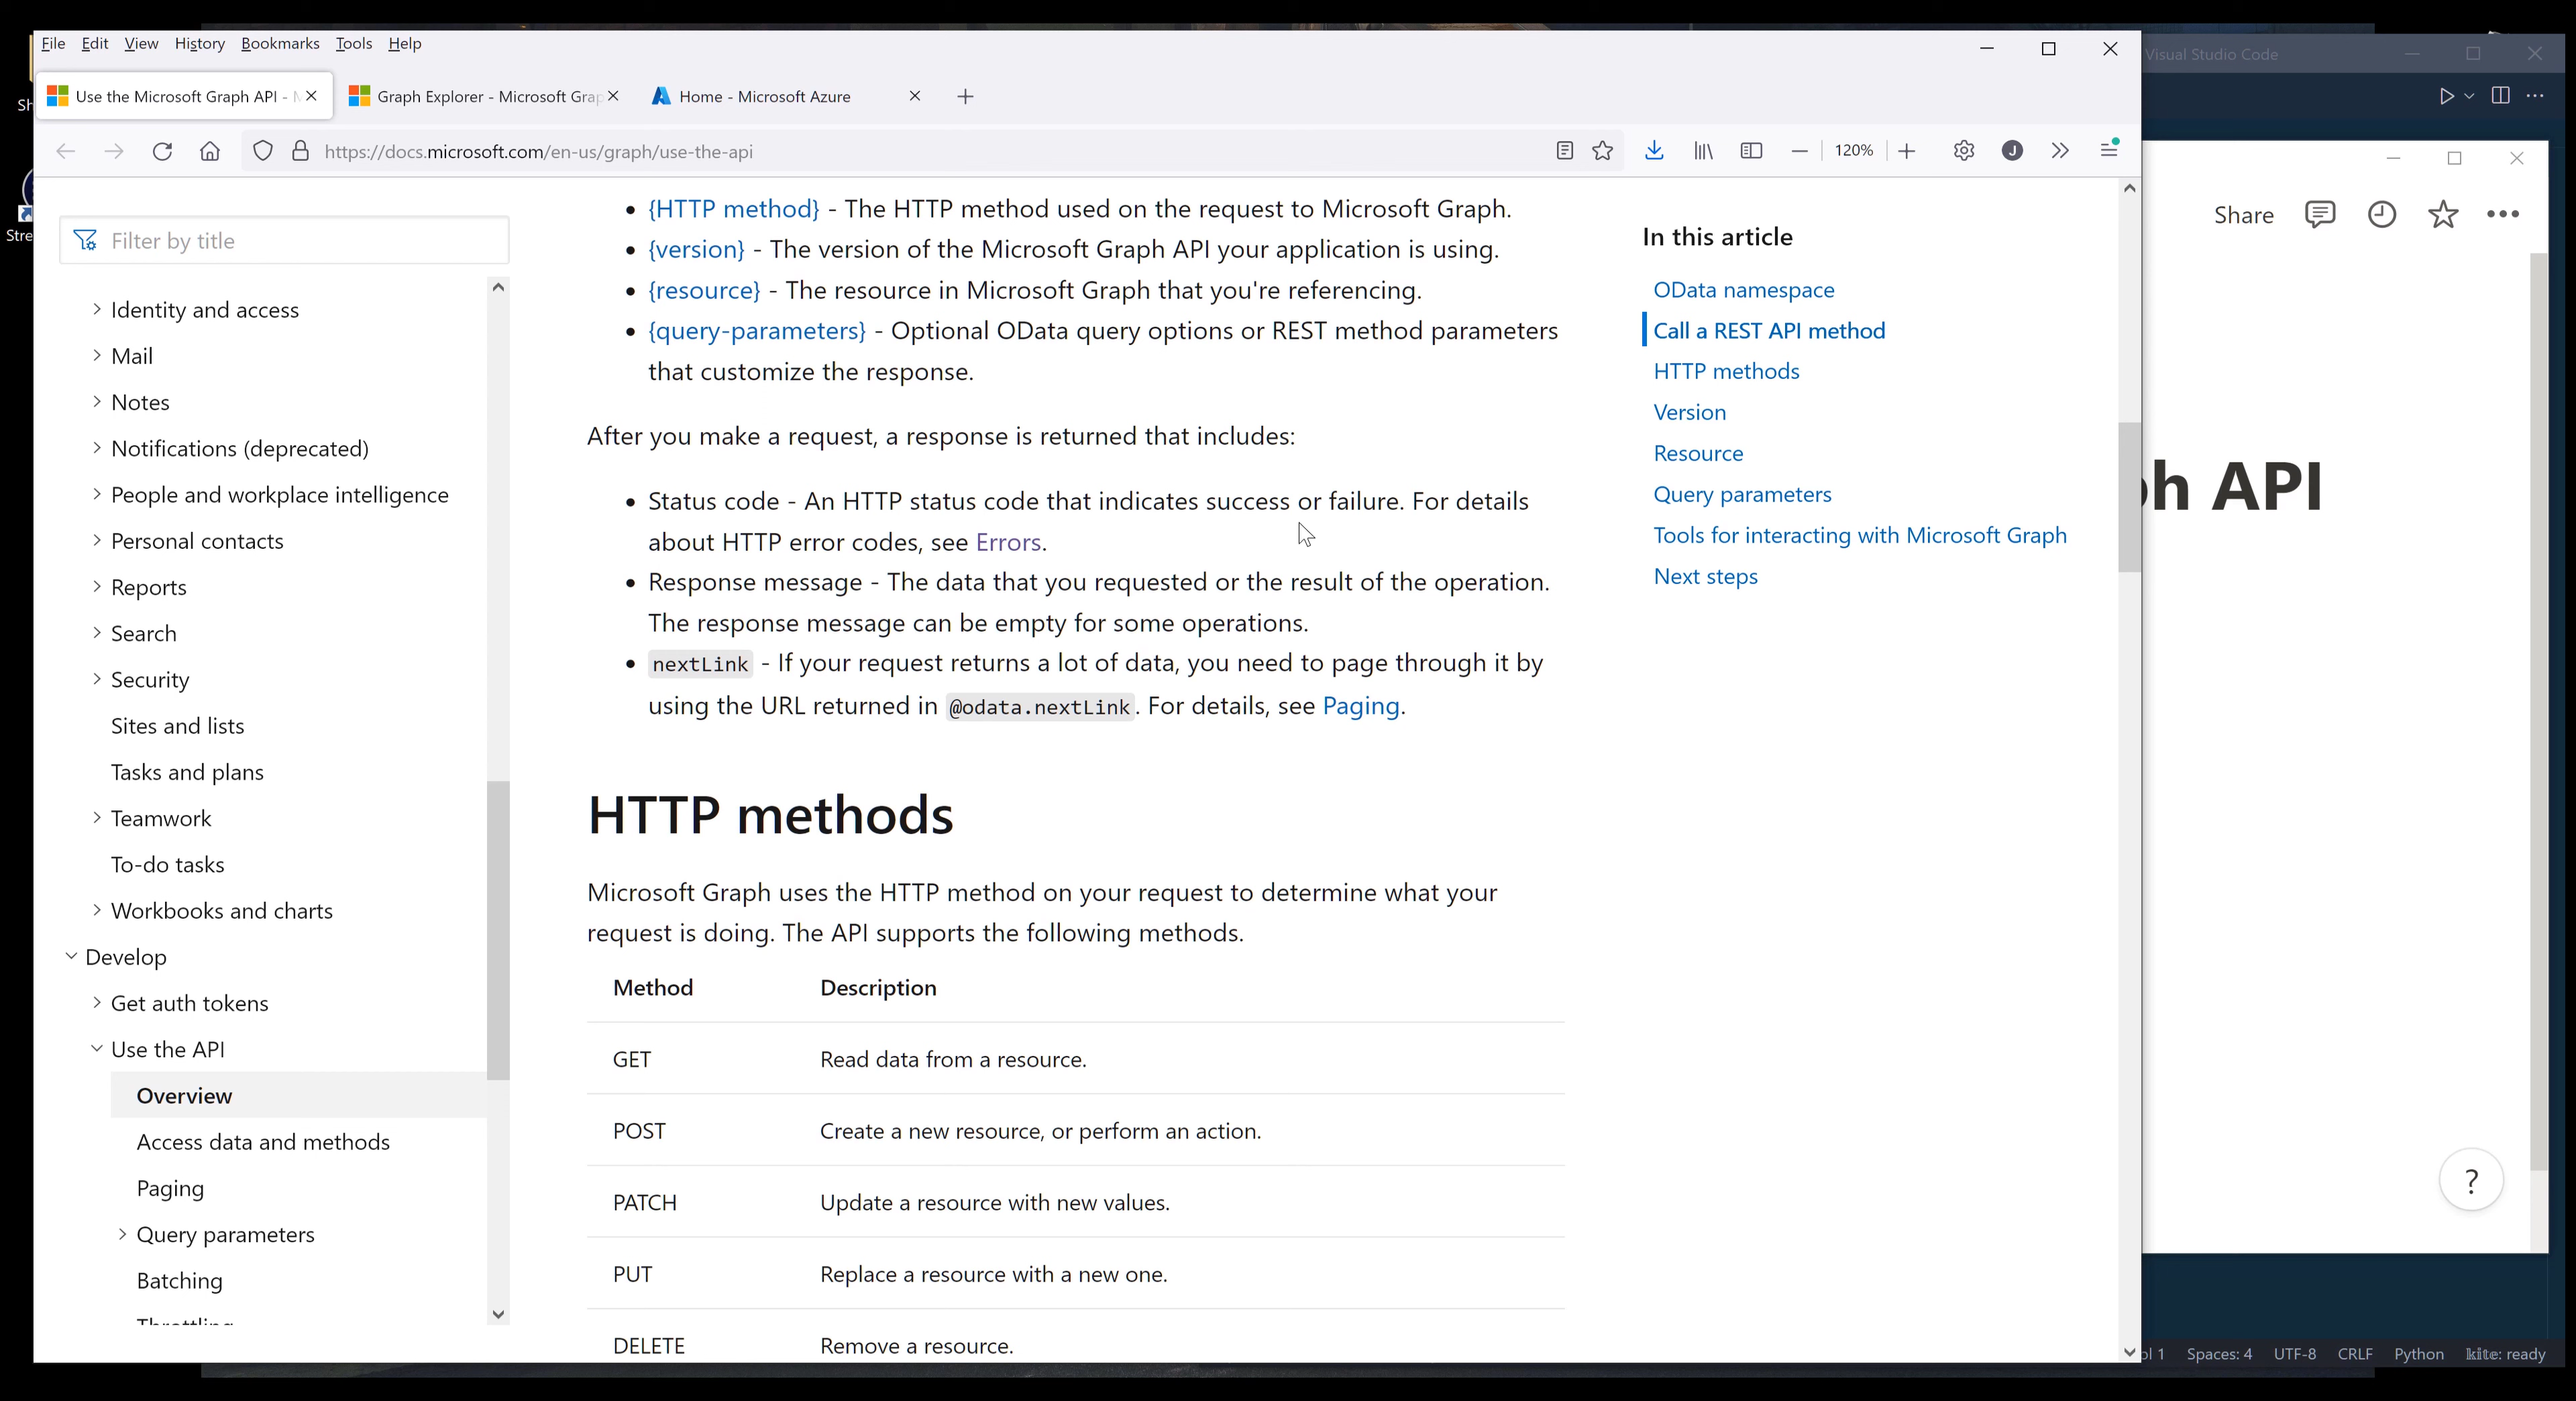 File Edit View History Bookmarks Tools Help
Use the Microsoft Graph API -
Graph Explorer - Microsoft Grap
Home - Microsoft Azure
https://docs.microsoft.com/en-us/graph/use-the-api
120%
J
Filter by title
Identity and access
Mail
Notes
Notifications (deprecated)
People and workplace intelligence
Personal contacts
Reports
Search
Security
Sites and lists
Tasks and plans
Teamwork
To-do tasks
Workbooks and charts
Develop
Get auth tokens
Use the API
Overview
Access data and methods
Paging
Query parameters
Batching
Throttling
• {HTTP method} - The HTTP method used on the request to Microsoft Graph.
• {version} - The version of the Microsoft Graph API your application is using.
• {resource} - The resource in Microsoft Graph that you're referencing.
• {query-parameters} - Optional OData query options or REST method parameters
that customize the response.
After you make a request, a response is returned that includes:
• Status code - An HTTP status code that indicates success or failure. For details
about HTTP error codes, see Errors.
• Response message - The data that you requested or the result of the operation.
The response message can be empty for some operations.
• nextLink - If your request returns a lot of data, you need to page through it by
using the URL returned in @odata.nextLink. For details, see Paging.
HTTP methods
Microsoft Graph uses the HTTP method on your request to determine what your
request is doing. The API supports the following methods.
Method Description
GET Read data from a resource.
POST Create a new resource, or perform an action.
PATCH Update a resource with new values.
PUT Replace a resource with a new one.
DELETE Remove a resource.
In this article
OData namespace
Call a REST API method
HTTP methods
Version
Resource
Query parameters
Tools for interacting with Microsoft Graph
Next steps
Visual Studio Code
Share
ph API
?
ol 1 Spaces: 4 UTF-8 CRLF Python kite: ready
Sh
Stre